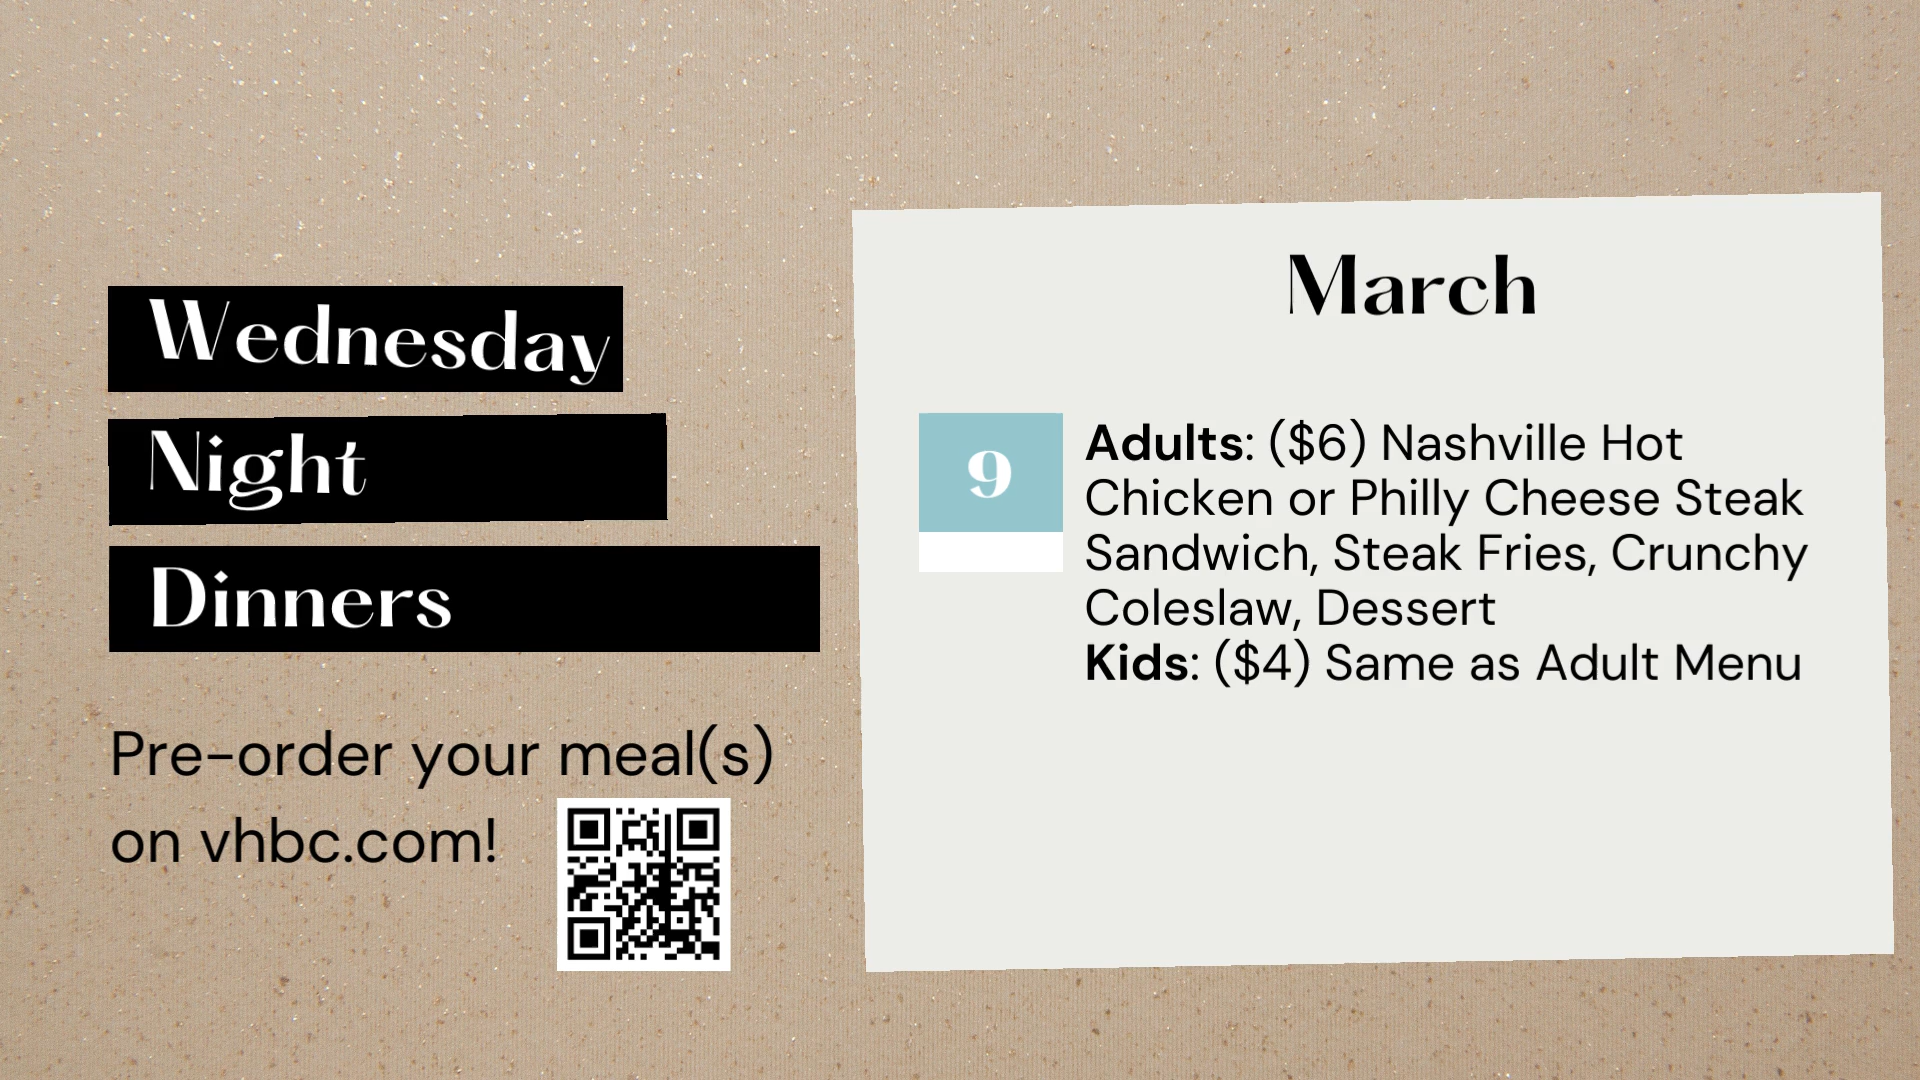 Wednesday
Night
Dinners
Pre-order your meal(s)
on vhbc.com!
March
9
Adults: ($6) Nashville Hot
Chicken or Philly Cheese Steak
Sandwich, Steak Fries, Crunchy
Coleslaw, Dessert
Kids: ($4) Same as Adult Menu